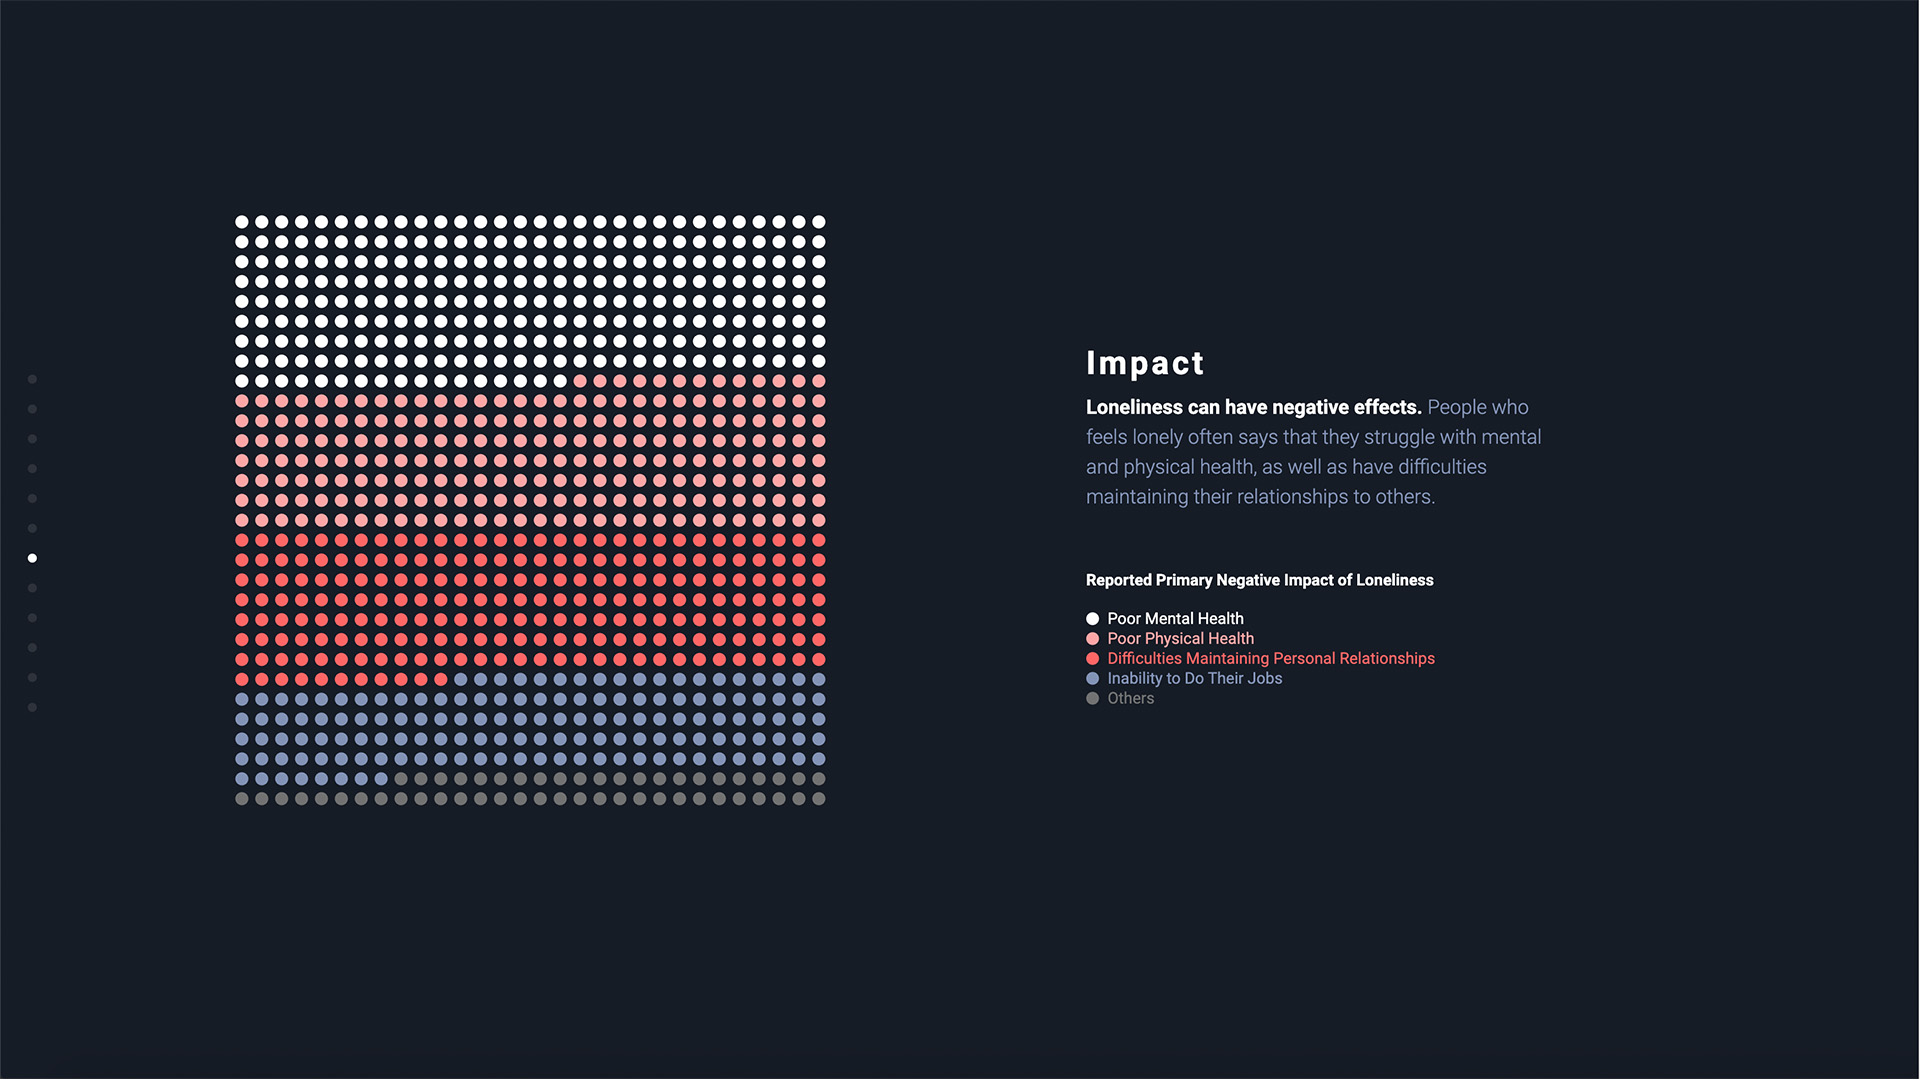 Impact
Loneliness can have negative effects. People who
feels lonely often says that they struggle with mental
and physical health, as well as have difficulties
maintaining their relationships to others.
Reported Primary Negative Impact of Loneliness
Poor Mental Health
Poor Physical Health
Difficulties Maintaining Personal Relationships
Inability to Do Their Jobs
Others